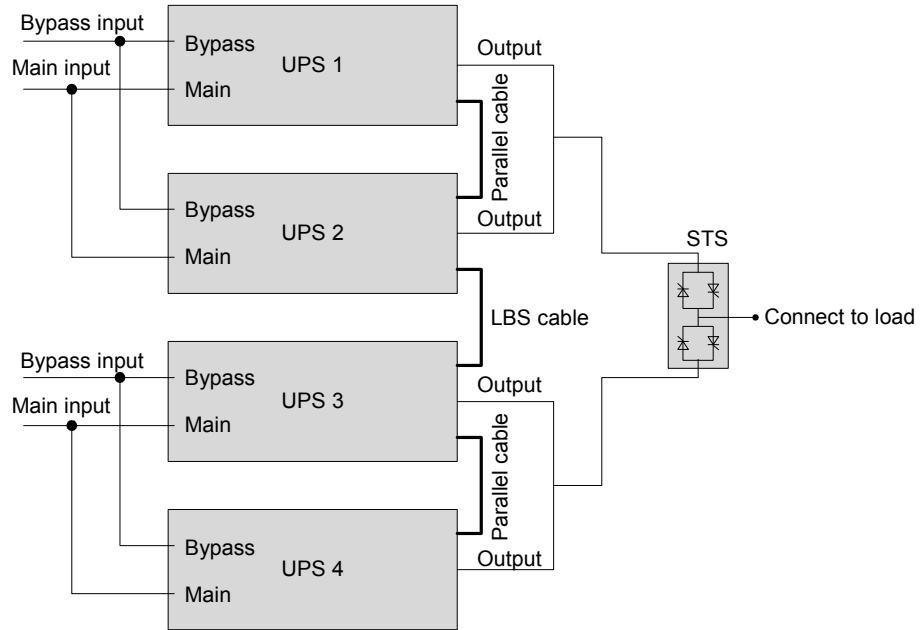 Bypass input
Main input
Bypass
UPS 1
Main
Output
Parallel cable
Bypass
UPS 2
Main
Output
STS
LBS cable
Connect to load
Bypass input
Main input
Bypass
UPS 3
Main
Output
Parallel cable
Bypass
UPS 4
Main
Output